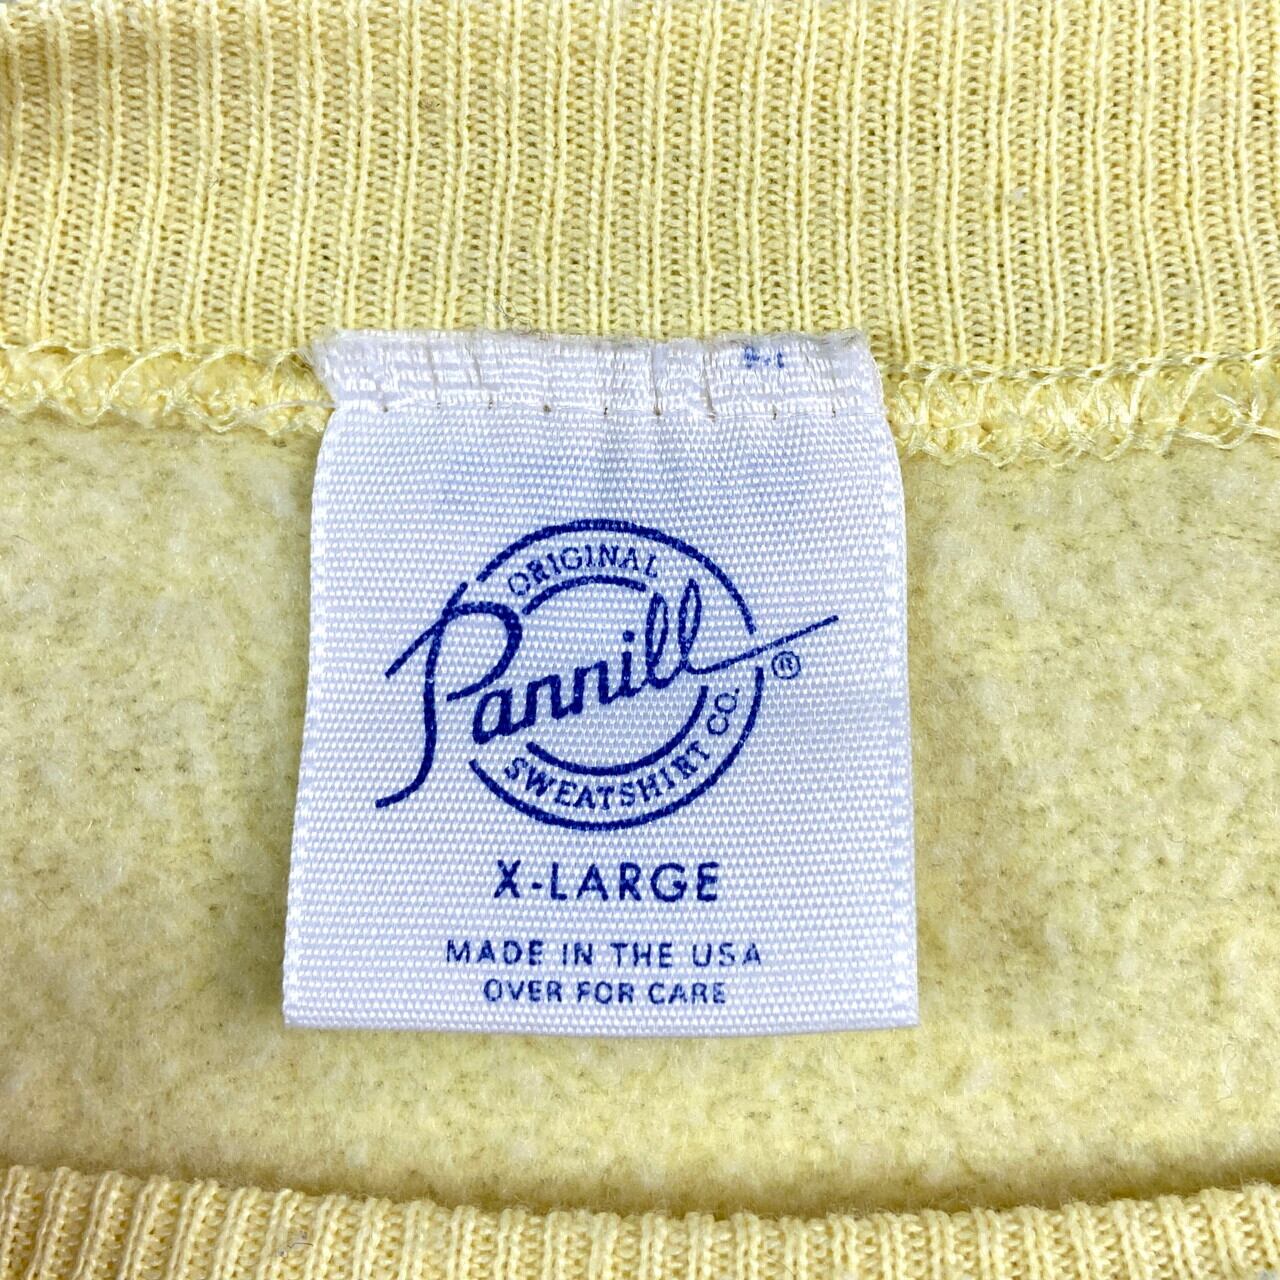 ORIGINAL
Pannill®
SWEATSHIRT CO.
X-LARGE
MADE IN THE USA
OVER FOR CARE